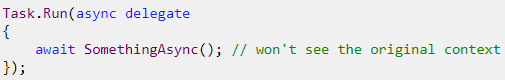 Task.Run(async delegate
{
    await SomethingAsync(); // won't see the original context
});